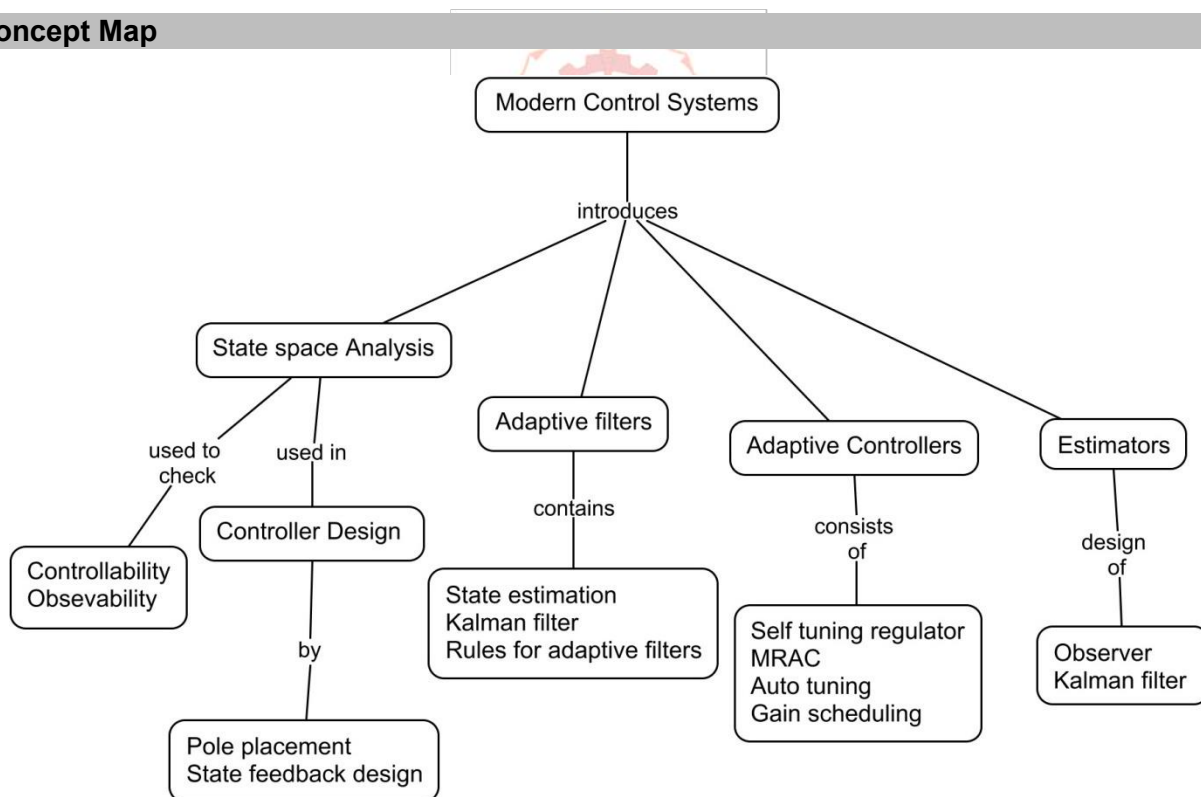 oncept Map
Modern Control Systems
introduces
State space Analysis
Adaptive filters
Adaptive Controllers
Estimators
used to
check
used in
contains
consists
of
design
of
Controllability
Obsevability
Controller Design
State estimation
Kalman filter
Rules for adaptive filters
Self tuning regulator
MRAC
Auto tuning
Gain scheduling
Observer
Kalman filter
by
Pole placement
State feedback design